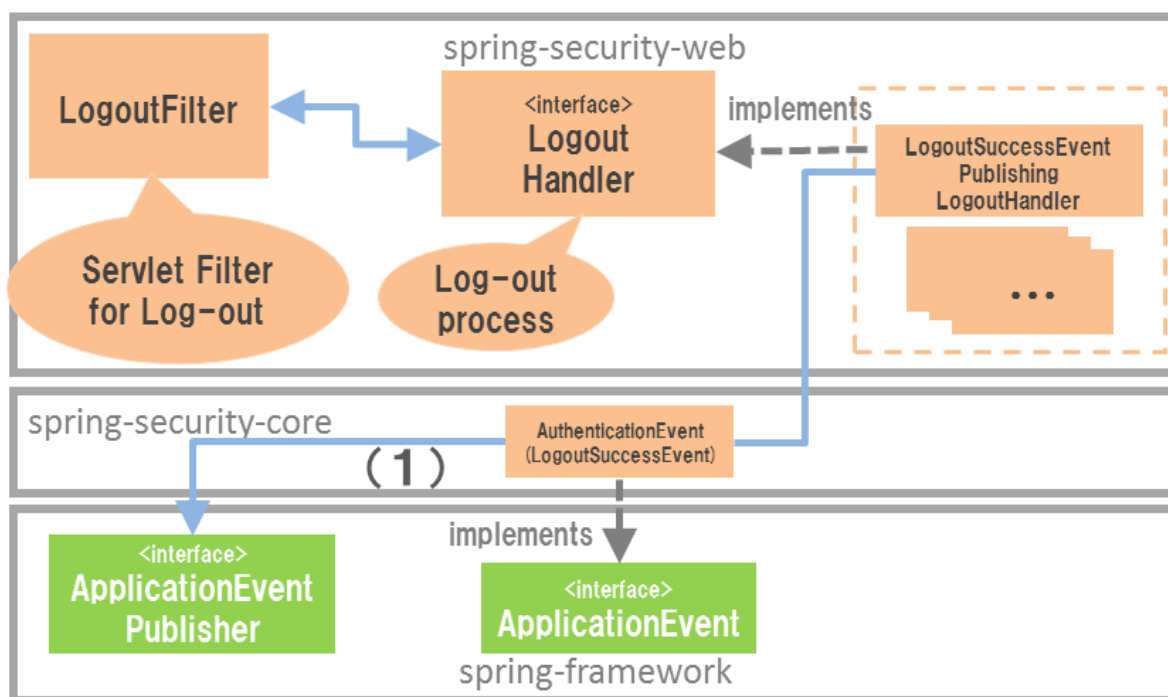 spring-security-web
LogoutFilter
<interface>
Logout
Handler
implements
LogoutSuccessEvent
Publishing
LogoutHandler
Servlet Filter
for Log-out
Log-out
process
...
spring-security-core
(1)
AuthenticationEvent
(LogoutSuccessEvent)
implements
<interface>
ApplicationEvent
Publisher
<interface>
ApplicationEvent
spring-framework